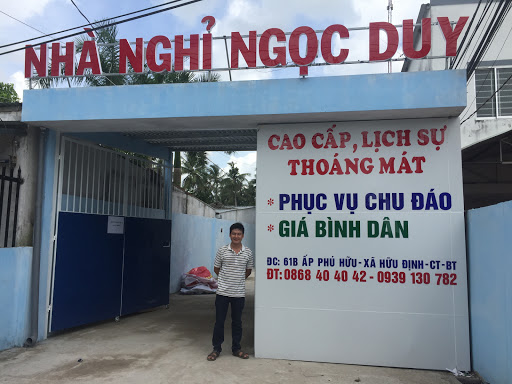 NHÀ NGHỈ NGỌC DUY
CAO CẤP, LỊCH SỰ
THOÁNG MÁT
* PHỤC VỤ CHU ĐÁO
* GIÁ BÌNH DÂN
ĐC: 61B ẤP PHÚ HỮU - XÃ HỮU ĐỊNH-CT-BT
ĐT: 0868 40 40 42 - 0939 130 782